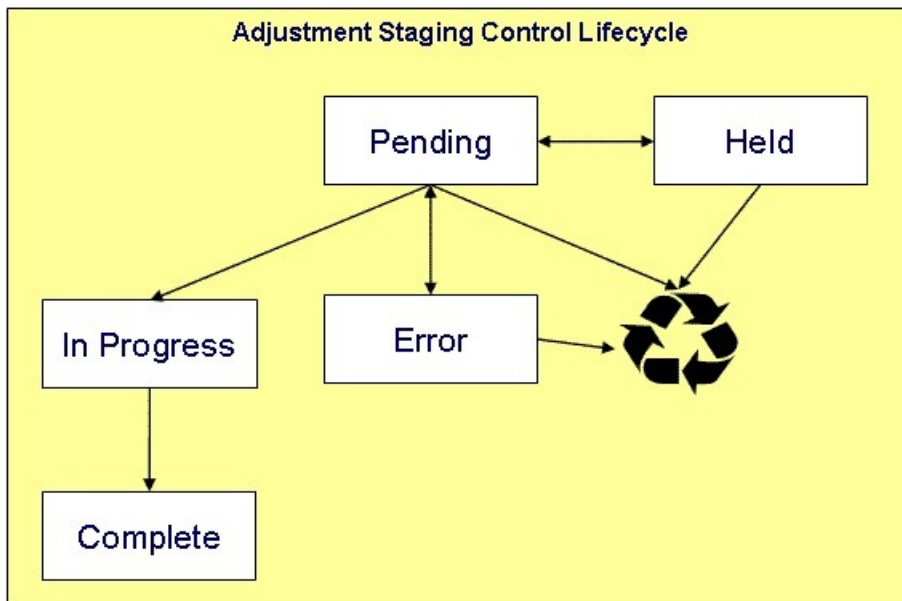 Adjustment Staging Control Lifecycle
Pending
Held
In Progress
Error
Complete